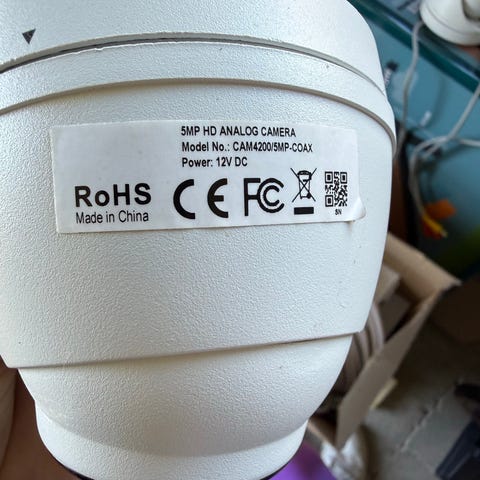 5MP HD ANALOG CAMERA
Model No.: CAM4200/5MP-COAX
Power: 12V DC
RoHS
Made in China
CE FC
SN